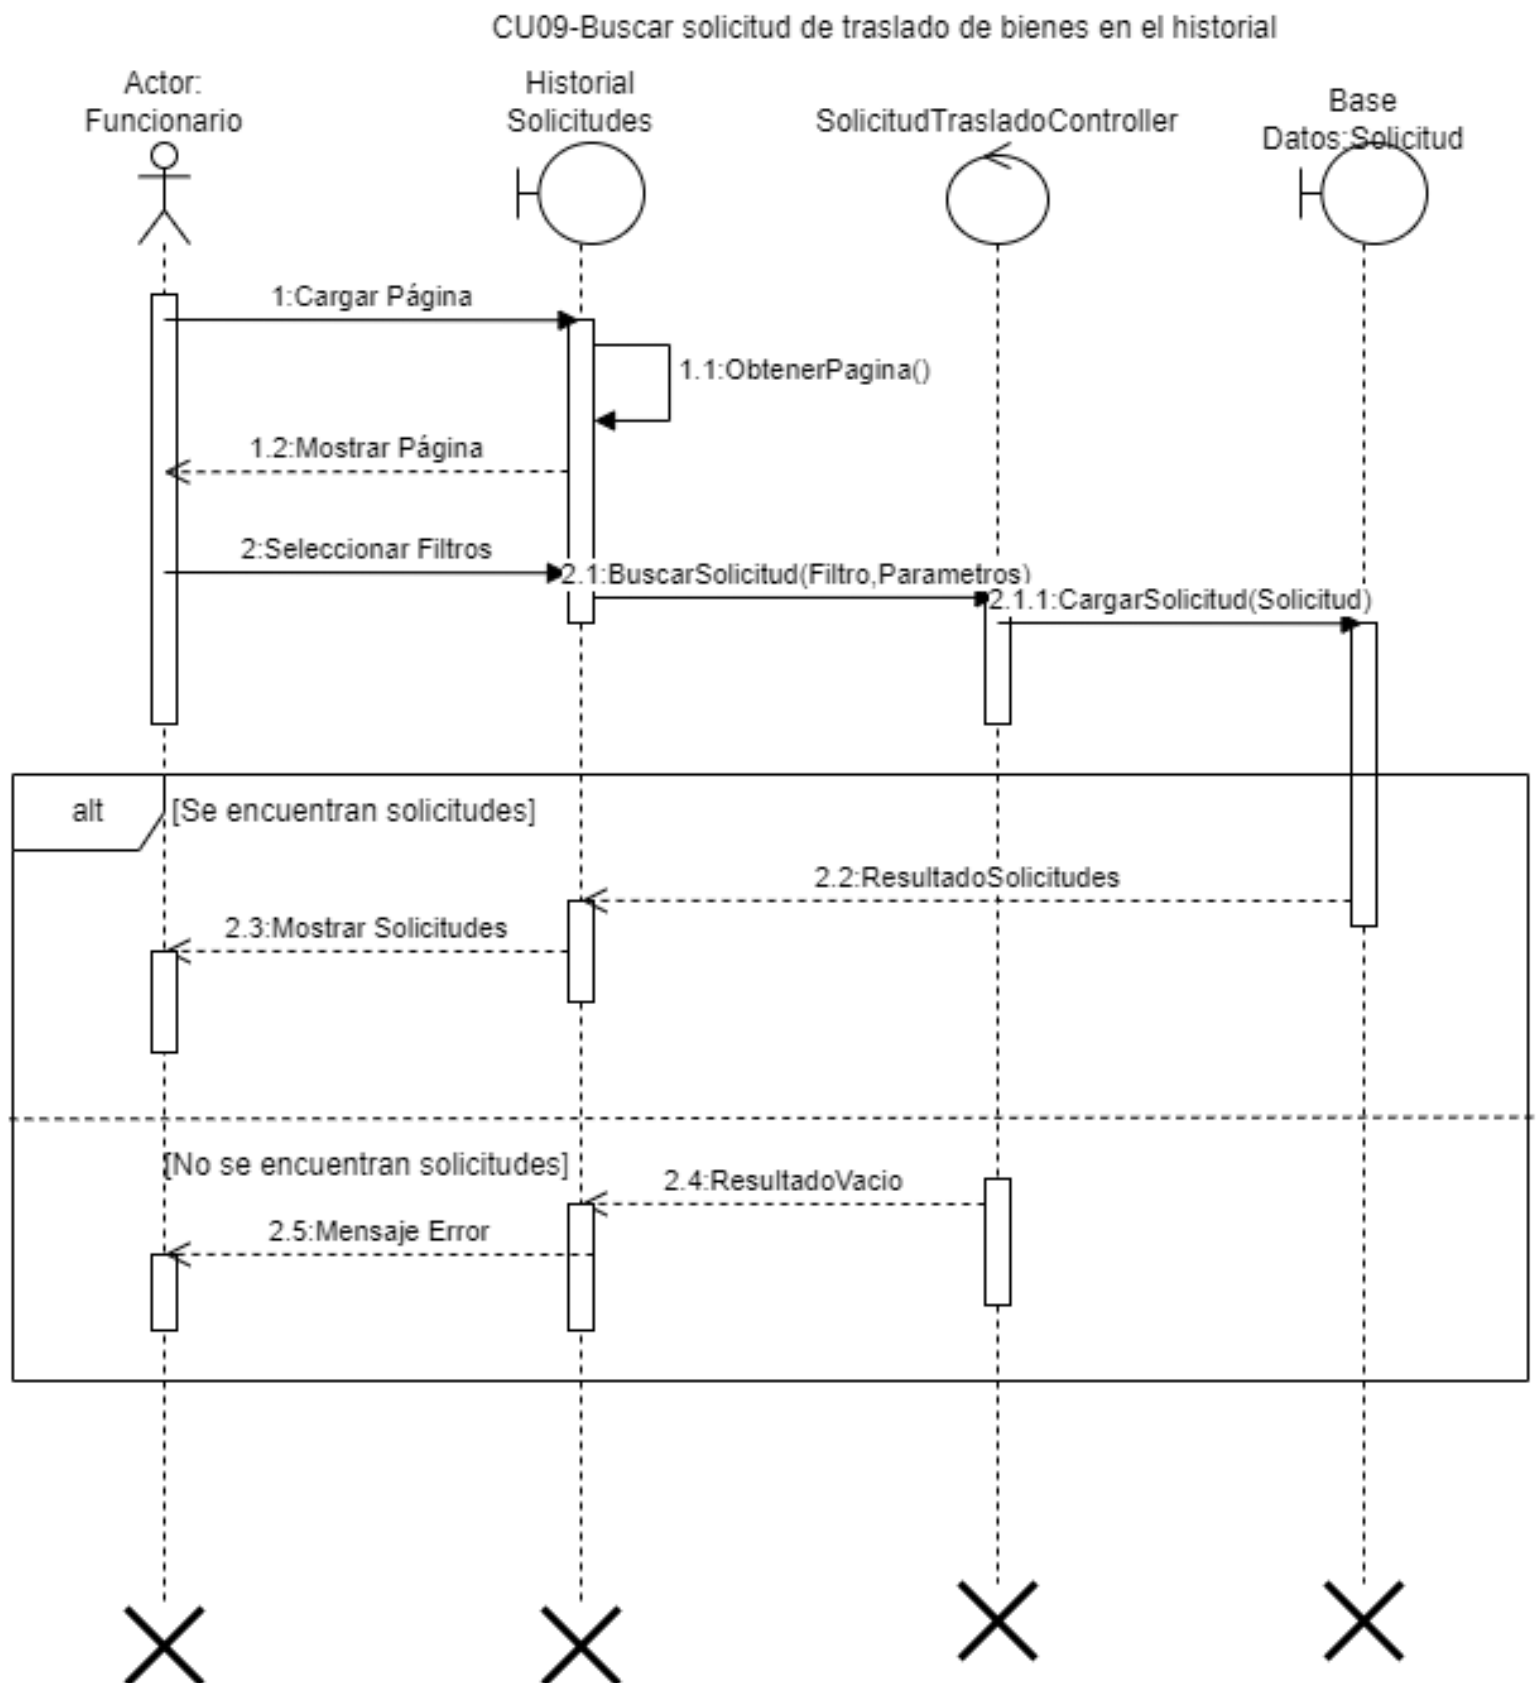 CU09-Buscar solicitud de traslado de bienes en el historial
Actor:
Funcionario
Historial
Solicitudes
SolicitudTrasladoController
Base
Datos:Solicitud
1:Cargar Página
1.1:ObtenerPagina()
1.2:Mostrar Página
2:Seleccionar Filtros
2.1:BuscarSolicitud(Filtro,Parametros)
2.1.1:CargarSolicitud(Solicitud)
alt
[Se encuentran solicitudes]
2.2:ResultadoSolicitudes
2.3:Mostrar Solicitudes
[No se encuentran solicitudes]
2.4:ResultadoVacio
2.5:Mensaje Error